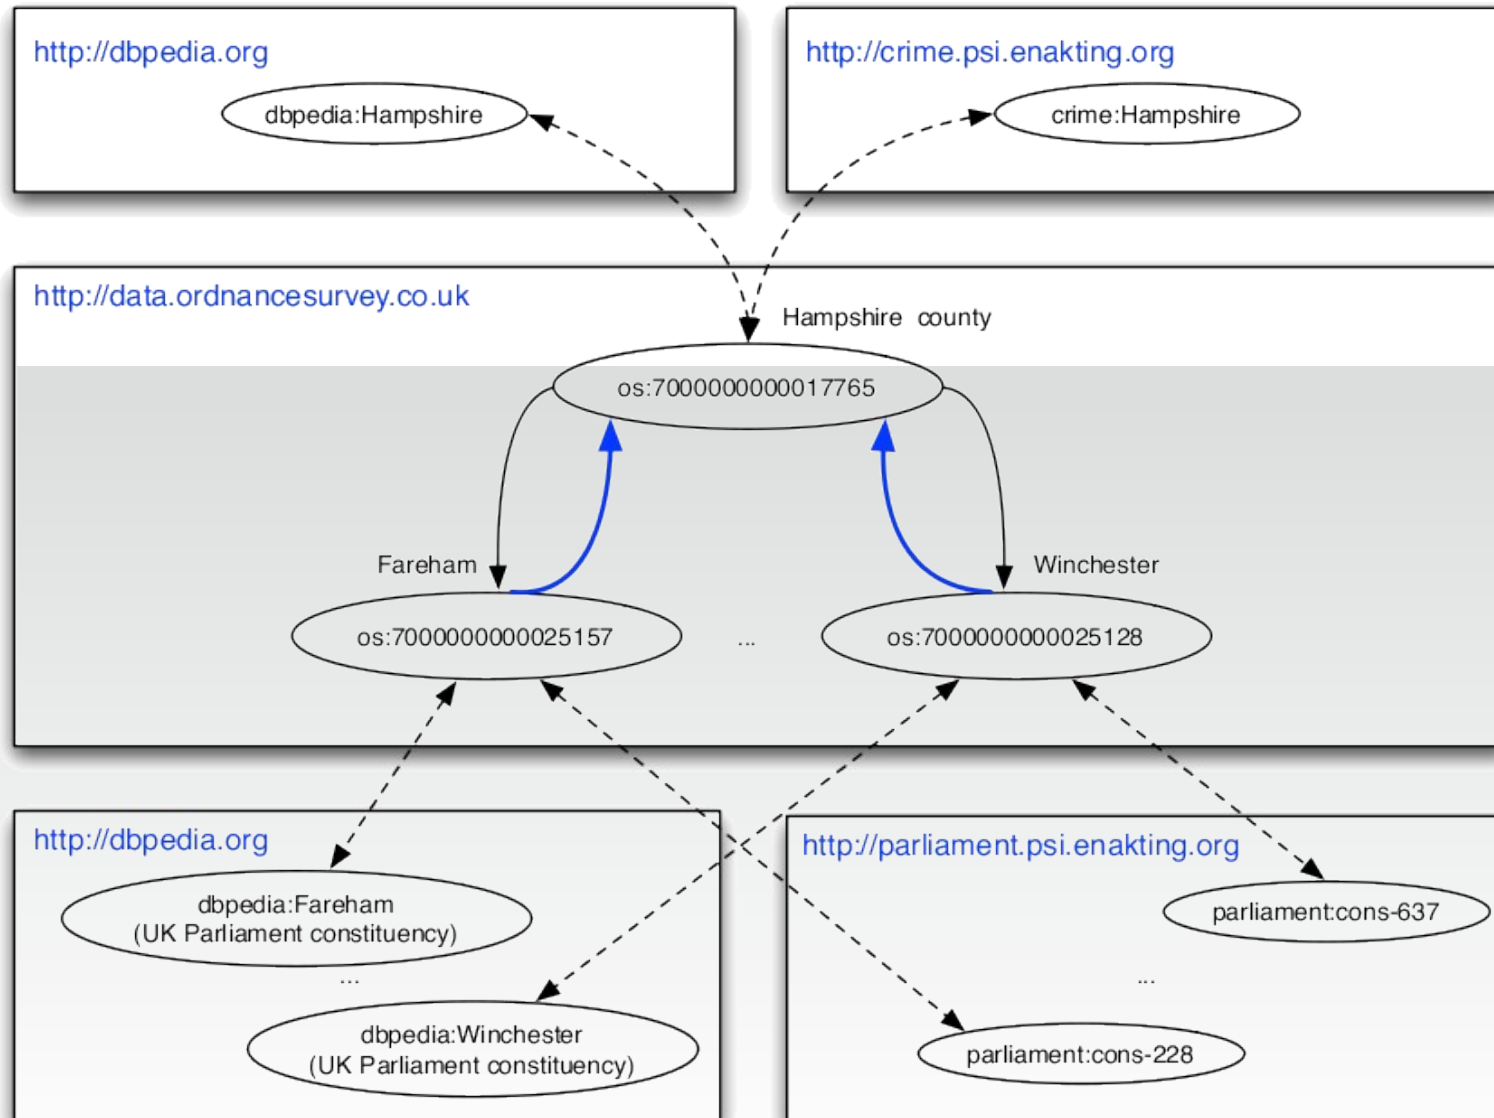 http://dbpedia.org
dbpedia:Hampshire
http://crime.psi.enakting.org
crime:Hampshire
http://data.ordnancesurvey.co.uk
Hampshire county
os:7000000000017765
Fareham
Winchester
os:7000000000025157
...
os:7000000000025128
http://dbpedia.org
dbpedia:Fareham
(UK Parliament constituency)
...
dbpedia:Winchester
(UK Parliament constituency)
http://parliament.psi.enakting.org
parliament:cons-637
...
parliament:cons-228